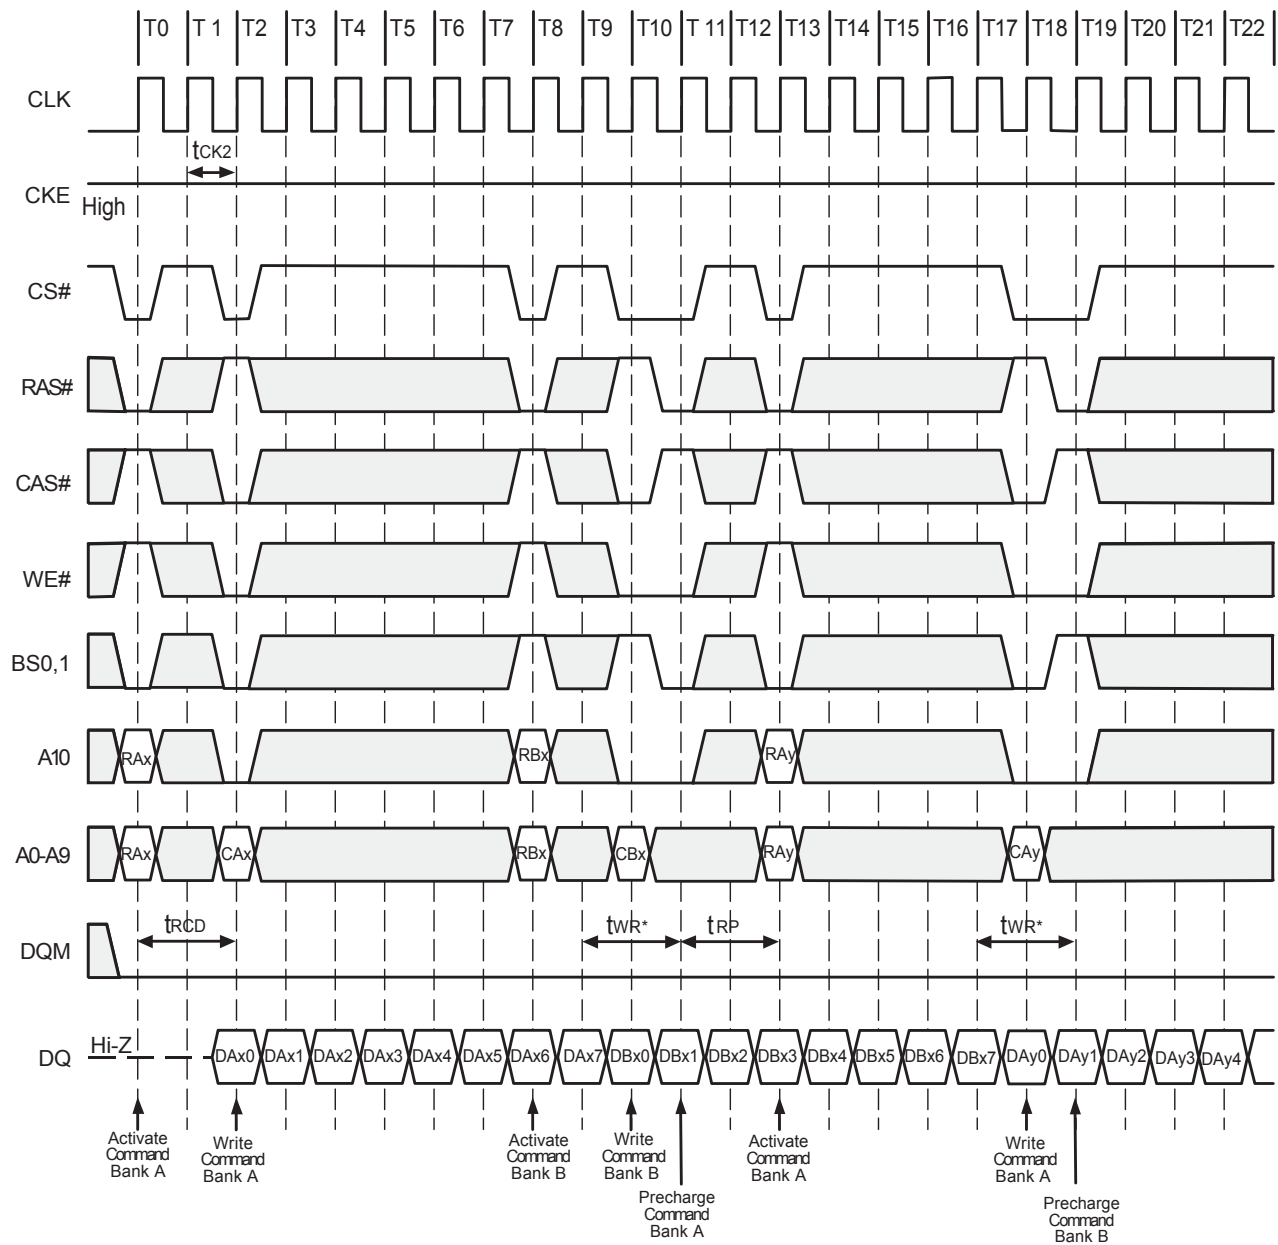 T0 T 1 T2 T3 T4 T5 T6 T7 T8 T9 T10 T 11 T12 T13 T14 T15 T16 T17 T18 T19 T20 T21 T22
CLK
tCK2
CKE
High
CS#
RAS#
CAS#
WE#
BS0,1
A10 RAx RBx RAy
A0-A9 RAx CAx RBx CBx RAy CAy
tRCD tWR* tRP tWR*
DQM
Hi-Z
DQ DAx0 DAx1 DAx2 DAx3 DAx4 DAx5 DAx6 DAx7 DBx0 DBx1 DBx2 DBx3 DBx4 DBx5 DBx6 DBx7 DAy0 DAy1 DAy2 DAy3 DAy4
Activate
Command
Bank A
Write
Command
Bank A
Activate
Command
Bank B
Write
Command
Bank B
Precharge
Command
Bank A
Activate
Command
Bank A
Write
Command
Bank A
Precharge
Command
Bank B